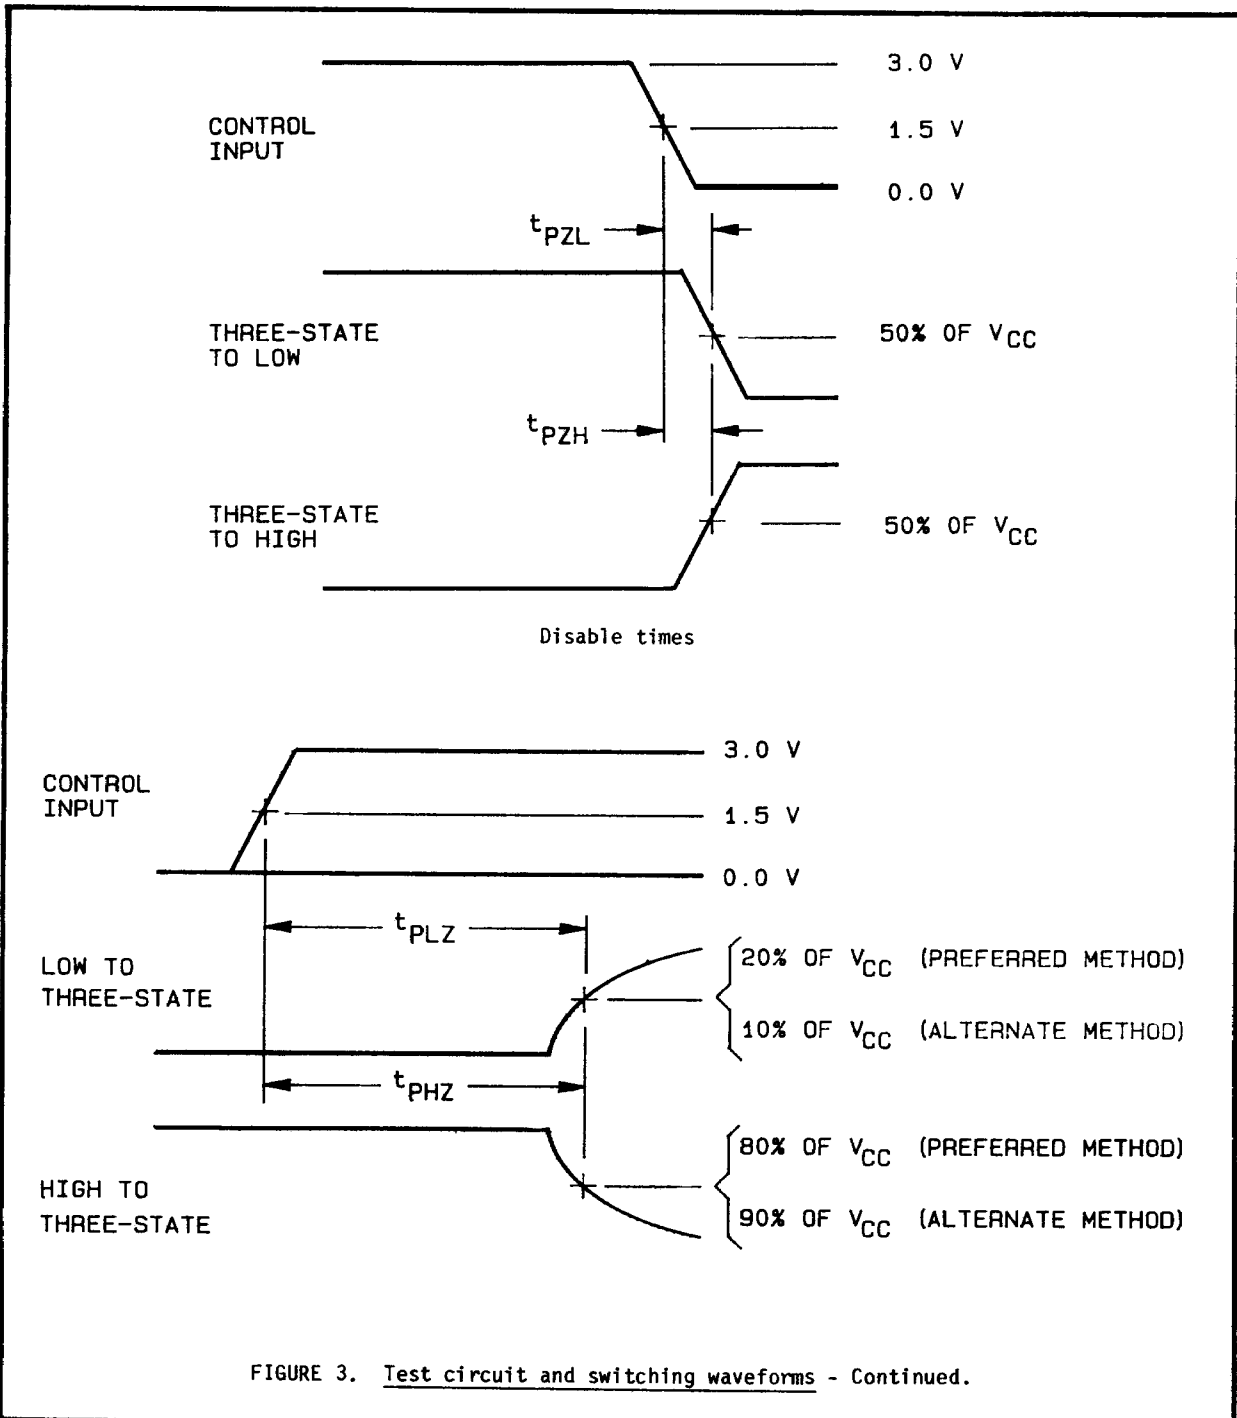 3.0 V
CONTROL
INPUT
1.5 V
0.0 V
tPZL
THREE-STATE
TO LOW
50% OF VCC
tPZH
THREE-STATE
TO HIGH
50% OF VCC
Disable times
3.0 V
CONTROL
INPUT
1.5 V
0.0 V
tPLZ
LOW TO
THREE-STATE
20% OF VCC (PREFERRED METHOD)
10% OF VCC (ALTERNATE METHOD)
tPHZ
HIGH TO
THREE-STATE
80% OF VCC (PREFERRED METHOD)
90% OF VCC (ALTERNATE METHOD)
FIGURE 3. Test circuit and switching waveforms - Continued.